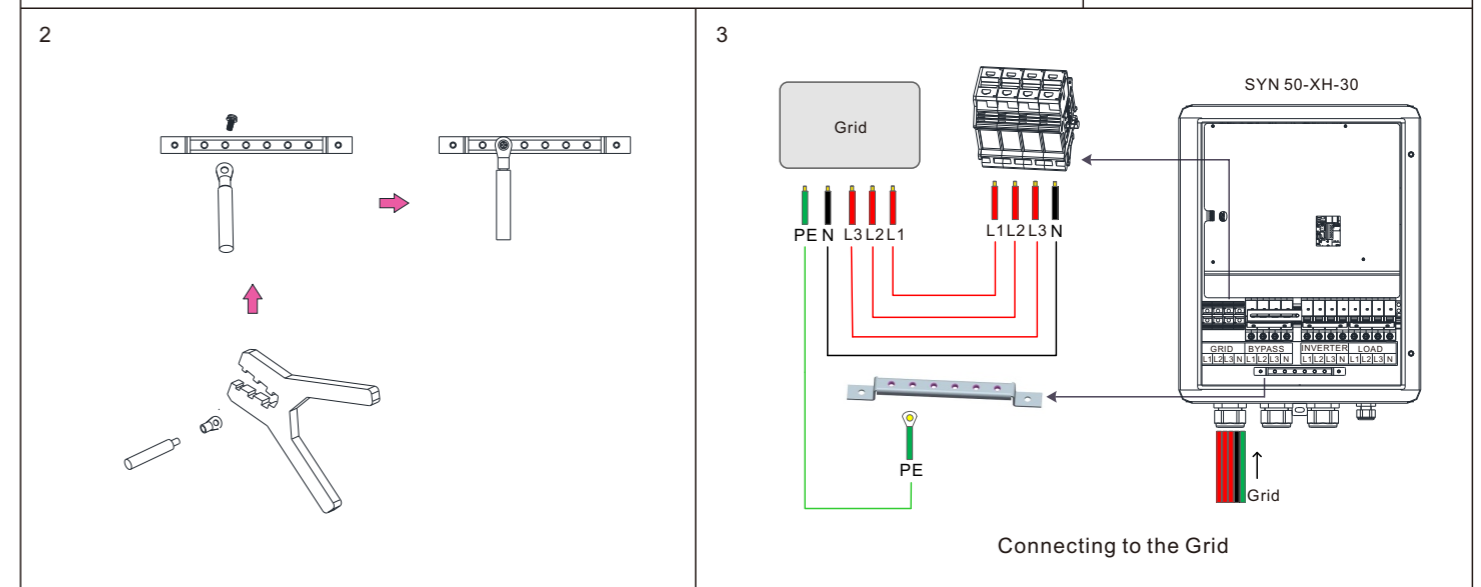 2
3
Grid
SYN 50-XH-30
PE N L3 L2 L1
L1 L2 L3 N
GRID BYPASS INVERTER LOAD
L1 L2 L3 N L1 L2 L3 N L1 L2 L3 N L1 L2 L3 N
PE
Grid
Connecting to the Grid